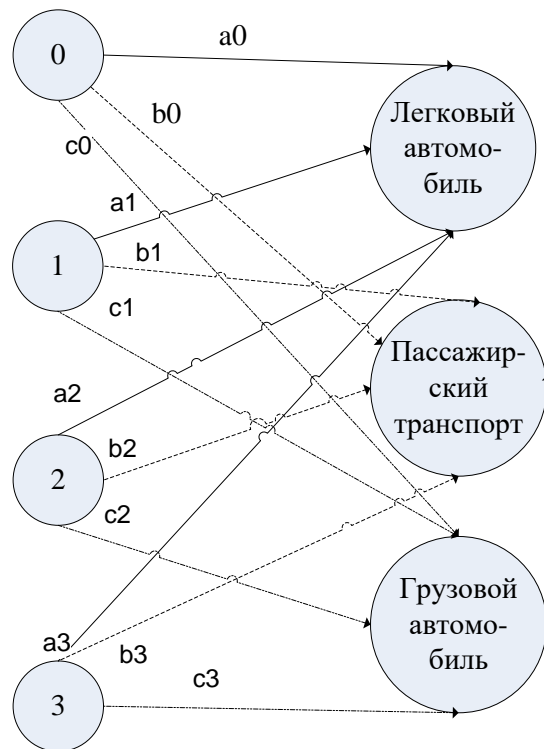 0
a0
b0
c0
Легковый
автомо-
биль
a1
1
b1
c1
Пассажир-
ский
транспорт
a2
b2
2
c2
Грузовой
автомо-
биль
a3
b3
c3
3